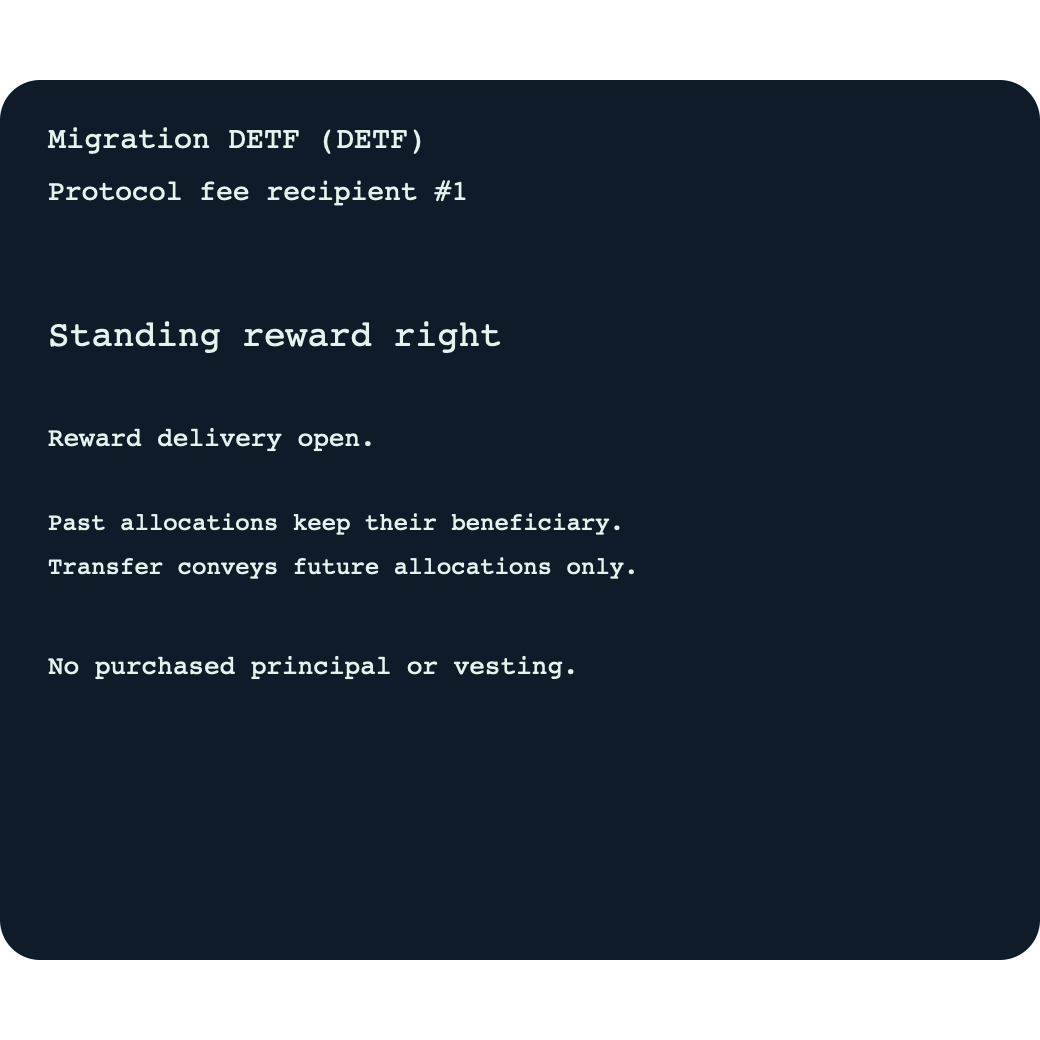 Migration DETF (DETF)
Protocol fee recipient #1
Standing reward right
Reward delivery open.
Past allocations keep their beneficiary.
Transfer conveys future allocations only.
No purchased principal or vesting.